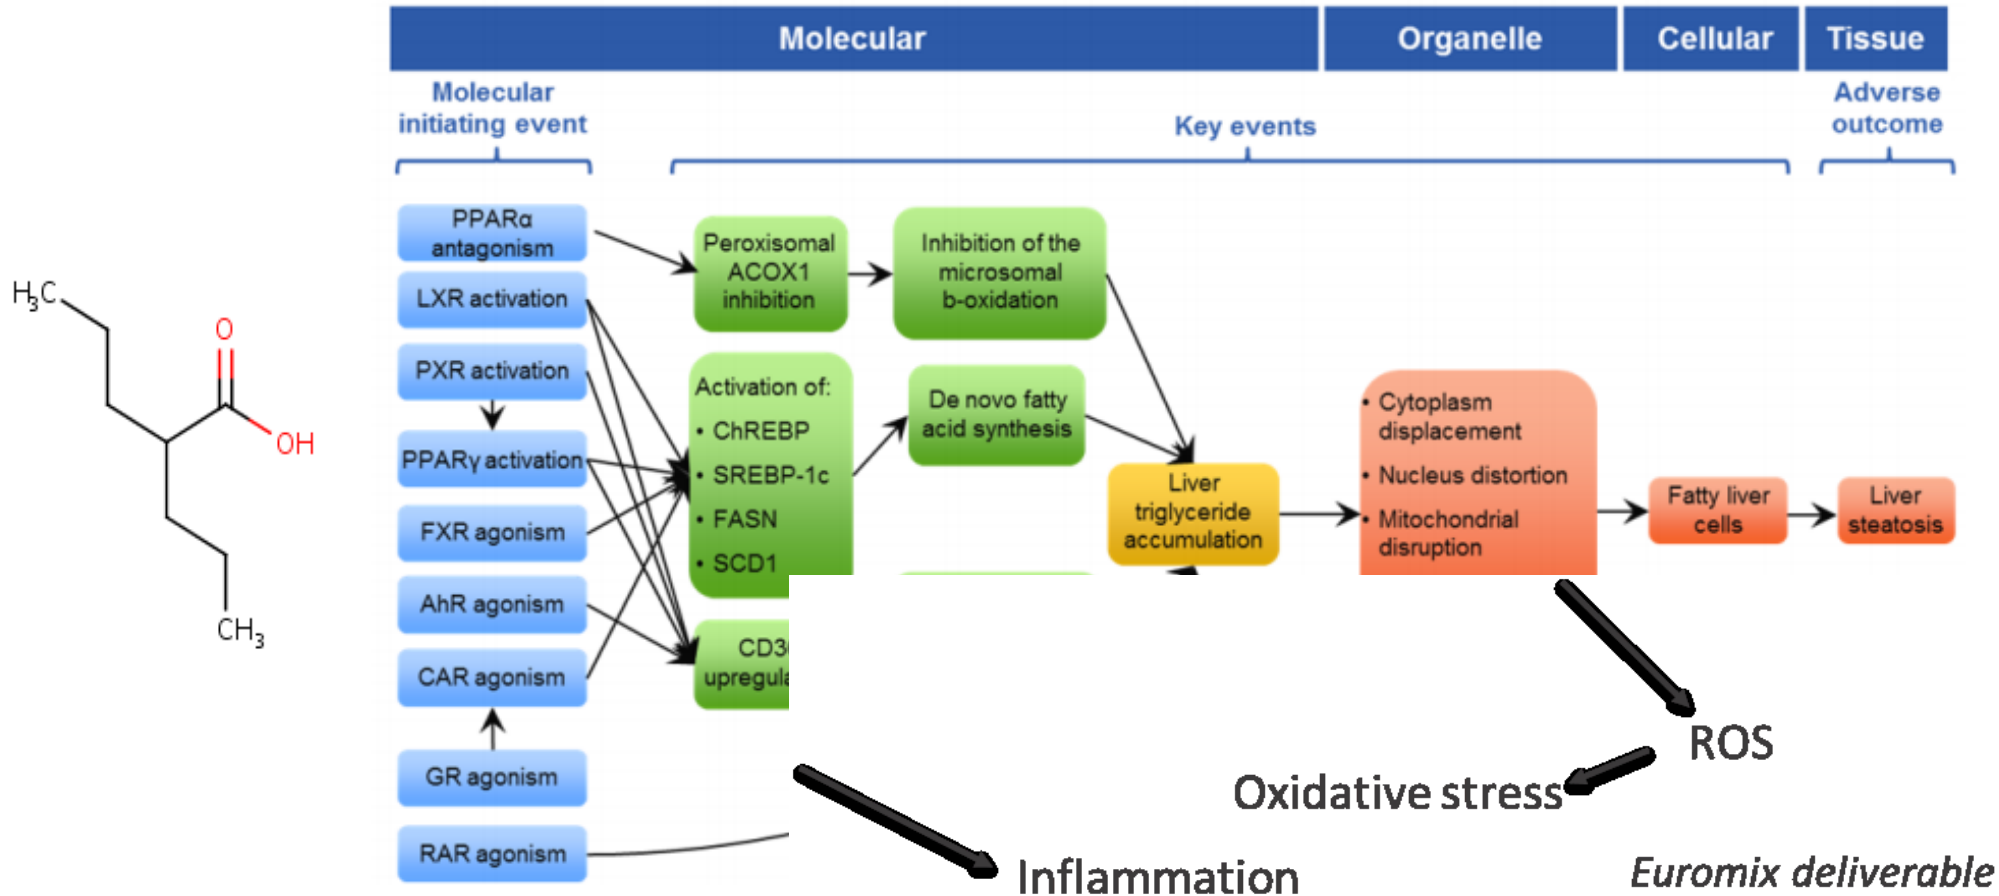 Molecular
Organelle
Cellular
Tissue
Molecular
initiating event
Key events
Adverse
outcome
PPARα
antagonism
LXR activation
PXR activation
PPARγ activation
FXR agonism
AhR agonism
CAR agonism
GR agonism
RAR agonism
Peroxisomal
ACOX1
inhibition
Inhibition of the
microsomal
b-oxidation
Activation of:
• ChREBP
• SREBP-1c
• FASN
• SCD1
De novo fatty
acid synthesis
upregula
Liver
triglyceride
accumulation
• Cytoplasm
displacement
• Nucleus distortion
• Mitochondrial
disruption
Fatty liver
cells
Liver
steatosis
H3C
O
OH
CH3
ROS
Oxidative stress
Inflammation
Euromix deliverable